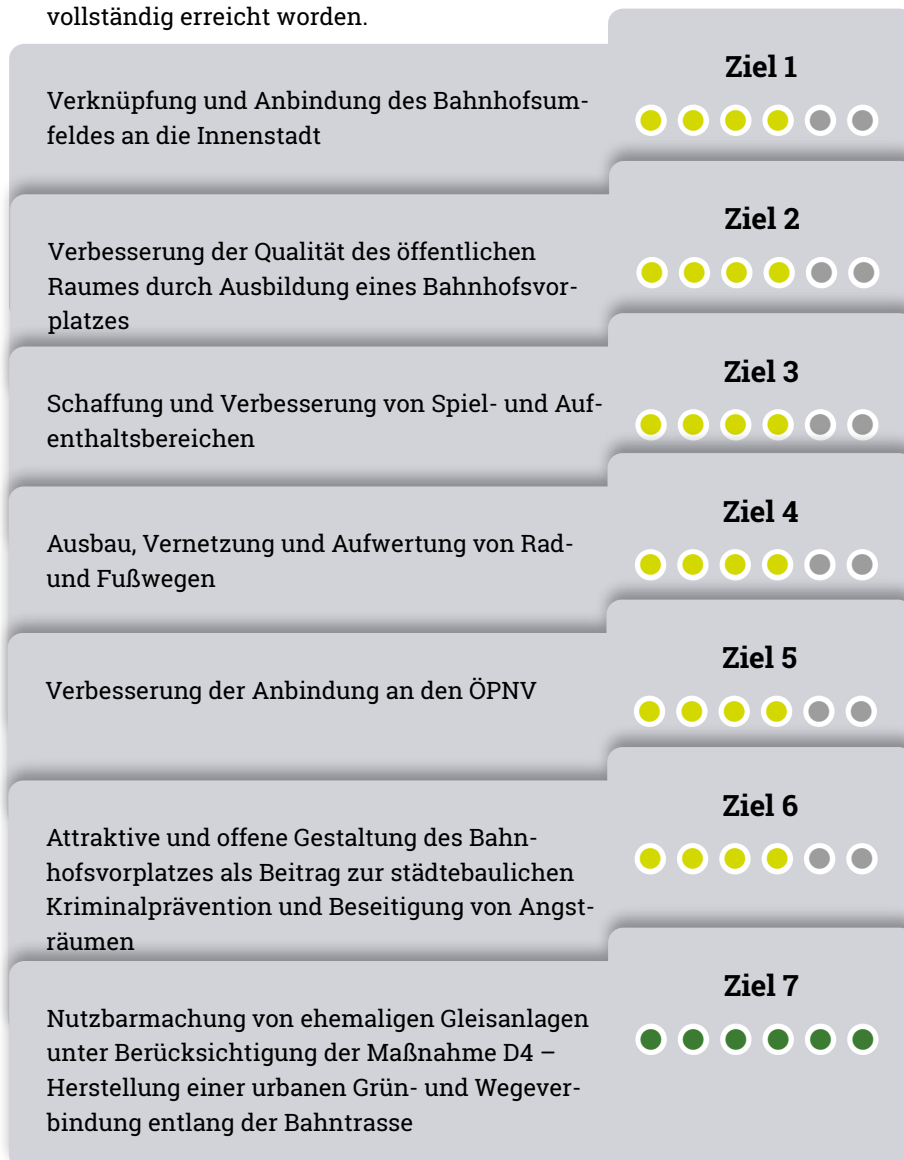 vollständig erreicht worden.
Ziel 1
Verknüpfung und Anbindung des Bahnhofsum-
feldes an die Innenstadt
Ziel 2
Verbesserung der Qualität des öffentlichen
Raumes durch Ausbildung eines Bahnhofsvor-
platzes
Ziel 3
Schaffung und Verbesserung von Spiel- und Auf-
enthaltsbereichen
Ziel 4
Ausbau, Vernetzung und Aufwertung von Rad-
und Fußwegen
Ziel 5
Verbesserung der Anbindung an den ÖPNV
Ziel 6
Attraktive und offene Gestaltung des Bahn-
hofsvorplatzes als Beitrag zur städtebaulichen
Kriminalprävention und Beseitigung von Angst-
räumen
Ziel 7
Nutzbarmachung von ehemaligen Gleisanlagen
unter Berücksichtigung der Maßnahme D4 –
Herstellung einer urbanen Grün- und Wegever-
bindung entlang der Bahntrasse